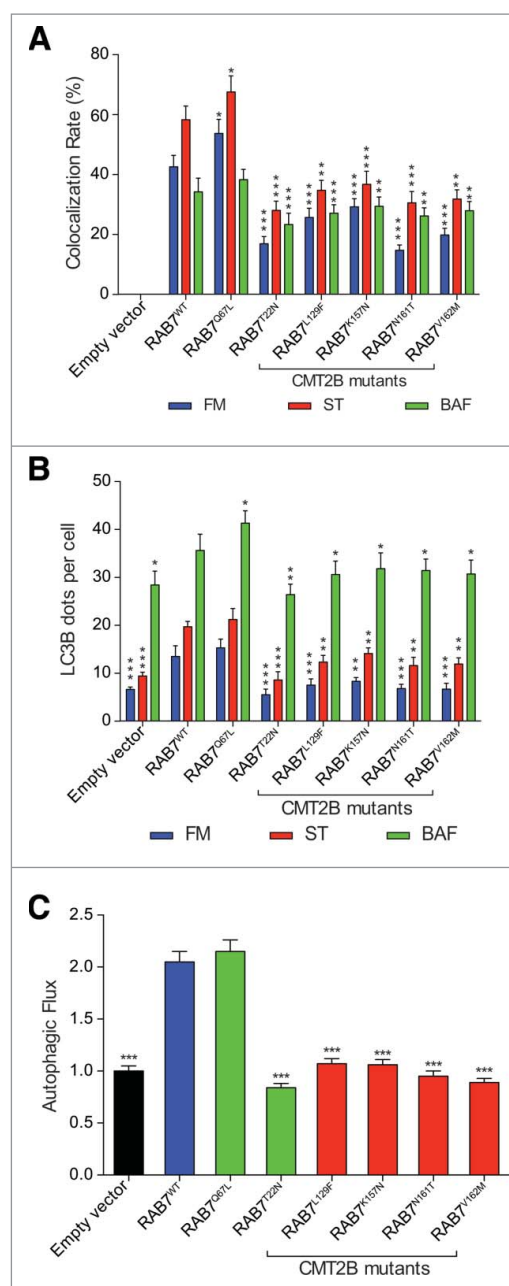 A
Colocalization Rate (%)
80
60
40
20
0
* *
*** *** *** *** ** *** *** *** ** *** *** ** *** ** **
Empty vector RAB7WT RAB7Q67L RAB7T22N RAB7L129F RAB7K157N RAB7N161T RAB7V162M
CMT2B mutants
FM ST BAF
B
LC3B dots per cell
50
40
30
20
10
0
*** *** * * *** *** ** *** ** * ** ** * *** ** * *** ** *
Empty vector RAB7WT RAB7Q67L RAB7T22N RAB7L129F RAB7K157N RAB7N161T RAB7V162M
CMT2B mutants
FM ST BAF
C
Autophagic Flux
2.5
2.0
1.5
1.0
0.5
0.0
*** *** *** *** *** ***
Empty vector RAB7WT RAB7Q67L RAB7T22N RAB7L129F RAB7K157N RAB7N161T RAB7V162M
CMT2B mutants